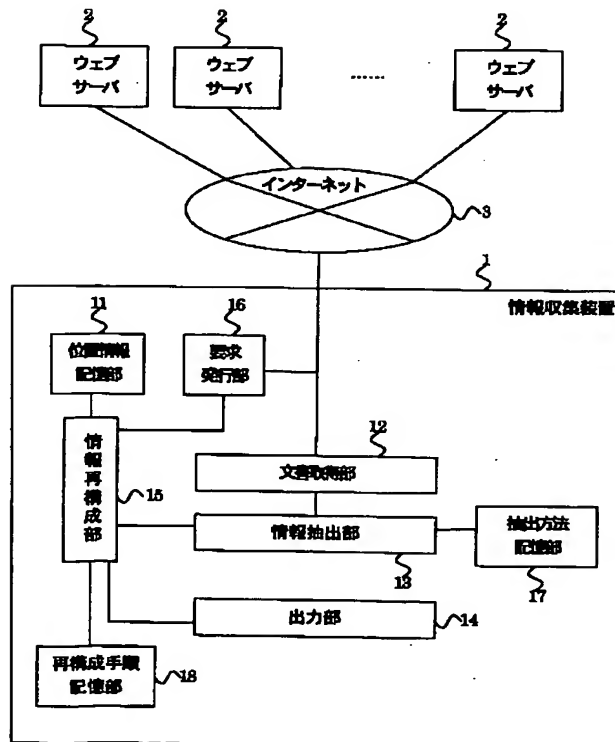 2
2
2
ウェブ
サーバ
ウェブ
サーバ
......
ウェブ
サーバ
インターネット
3
1
情報収集装置
11
16
位置情報
記憶部
要求
発行部
12
情報再構成部
15
文書取得部
情報抽出部
13
抽出方法
記憶部
17
出力部
14
再構成手順
記憶部
18